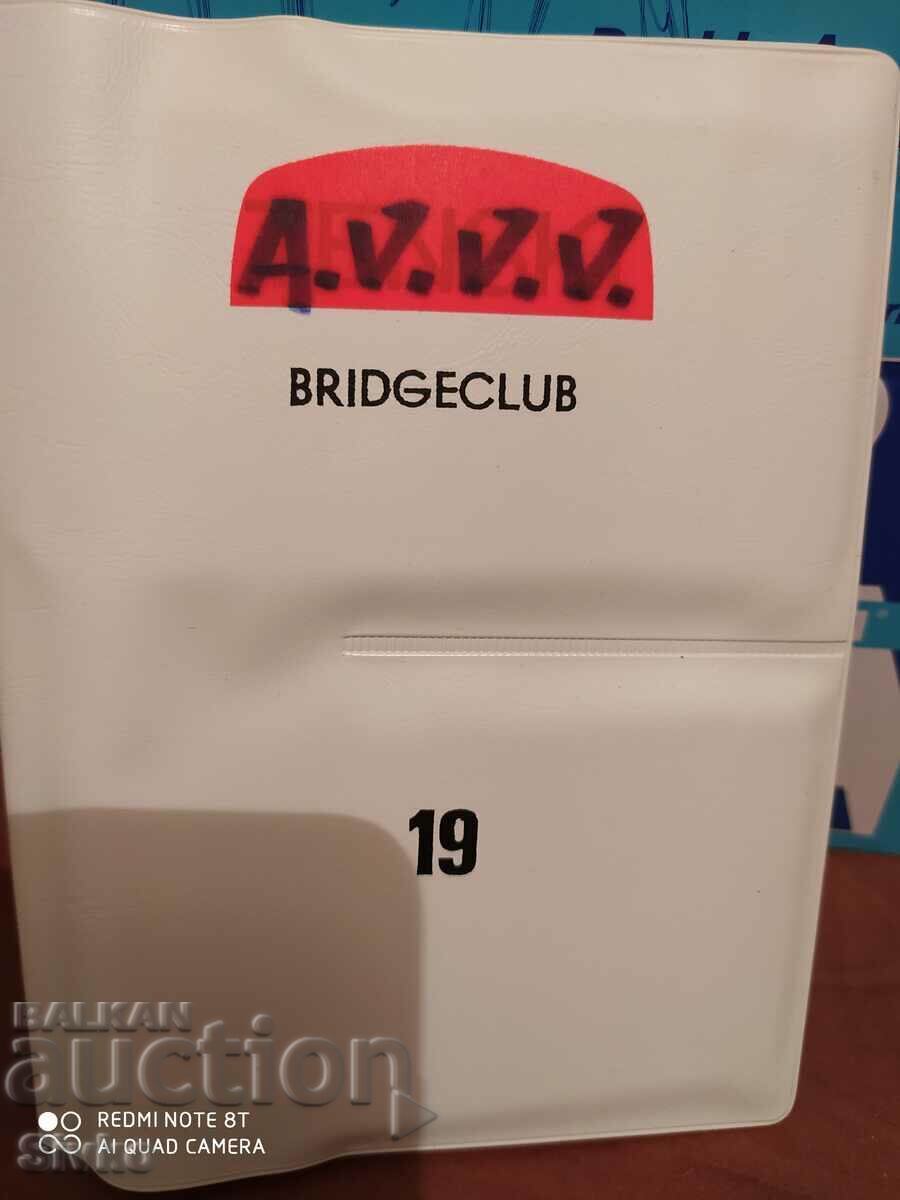 A.V.V.V.
BRIDGECLUB
19
BALKAN
auction
REDMI NOTE 8T
AI QUAD CAMERA